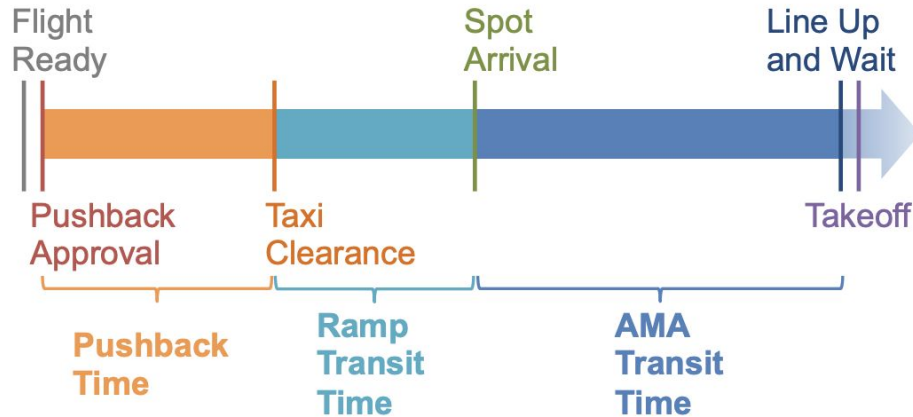 Flight
Ready
Spot
Arrival
Line Up
and Wait
Pushback
Approval
Taxi
Clearance
Takeoff
Pushback
Time
Ramp
Transit
Time
AMA
Transit
Time